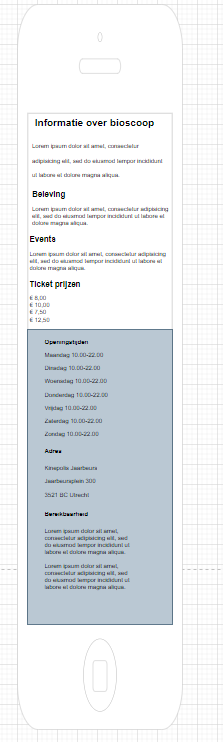 Informatie over bioscoop
Lorem ipsum dolor sit amet, consectetur
adipiscing elit, sed do eiusmod tempor incididunt
ut labore et dolore magna aliqua.
Beleving
Lorem ipsum dolor sit amet, consectetur adipiscing
elit, sed do eiusmod tempor incididunt ut labore et
dolore magna aliqua.
Events
Lorem ipsum dolor sit amet, consectetur adipiscing
elit, sed do eiusmod tempor incididunt ut labore et
dolore magna aliqua.
Ticket prijzen
€ 8,00
€ 10,00
€ 7,50
€ 12,50
Openingstijden
Maandag 10.00-22.00
Dinsdag 10.00-22.00
Woensdag 10.00-22.00
Donderdag 10.00-22.00
Vrijdag 10.00-22.00
Zaterdag 10.00-22.00
Zondag 10.00-22.00
Adres
Kinepolis Jaarbeurs
Jaarbeursplein 300
3521 BC Utrecht
Bereikbaarheid
Lorem ipsum dolor sit amet,
consectetur adipiscing elit, sed
do eiusmod tempor incididunt ut
labore et dolore magna aliqua.
Lorem ipsum dolor sit amet,
consectetur adipiscing elit, sed
do eiusmod tempor incididunt ut
labore et dolore magna aliqua.